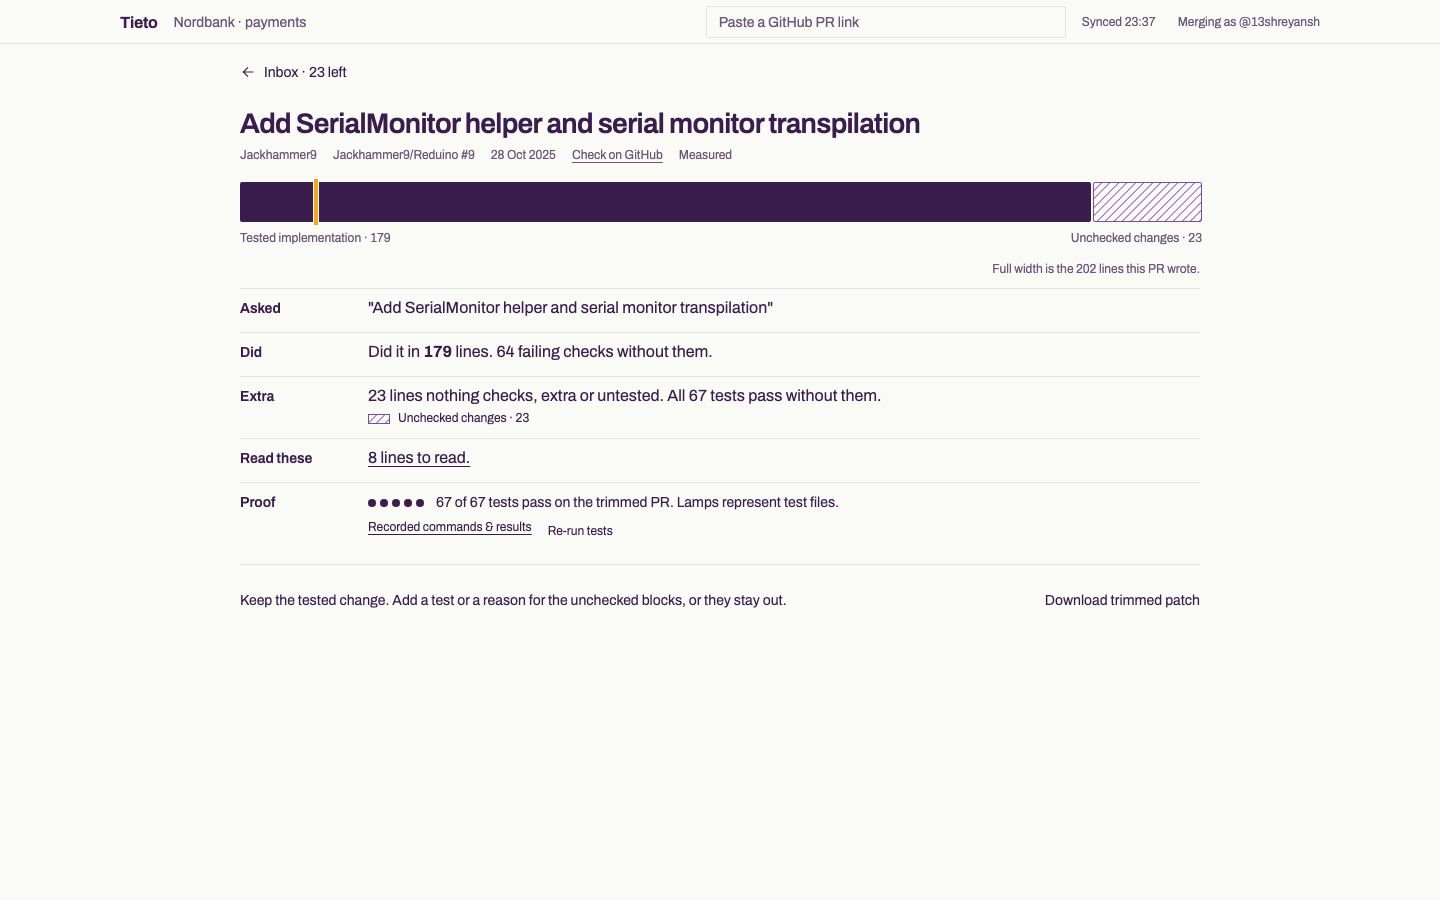 Tieto Nordbank · payments Paste a GitHub PR link Synced 23:37 Merging as @13shreyansh
← Inbox · 23 left
Add SerialMonitor helper and serial monitor transpilation
Jackhammer9 Jackhammer9/Reduino #9 28 Oct 2025 Check on GitHub Measured
Tested implementation · 179 Unchecked changes · 23
Full width is the 202 lines this PR wrote.
Asked "Add SerialMonitor helper and serial monitor transpilation"
Did Did it in 179 lines. 64 failing checks without them.
Extra 23 lines nothing checks, extra or untested. All 67 tests pass without them.
Unchecked changes · 23
Read these 8 lines to read.
Proof 67 of 67 tests pass on the trimmed PR. Lamps represent test files.
Recorded commands & results Re-run tests
Keep the tested change. Add a test or a reason for the unchecked blocks, or they stay out. Download trimmed patch